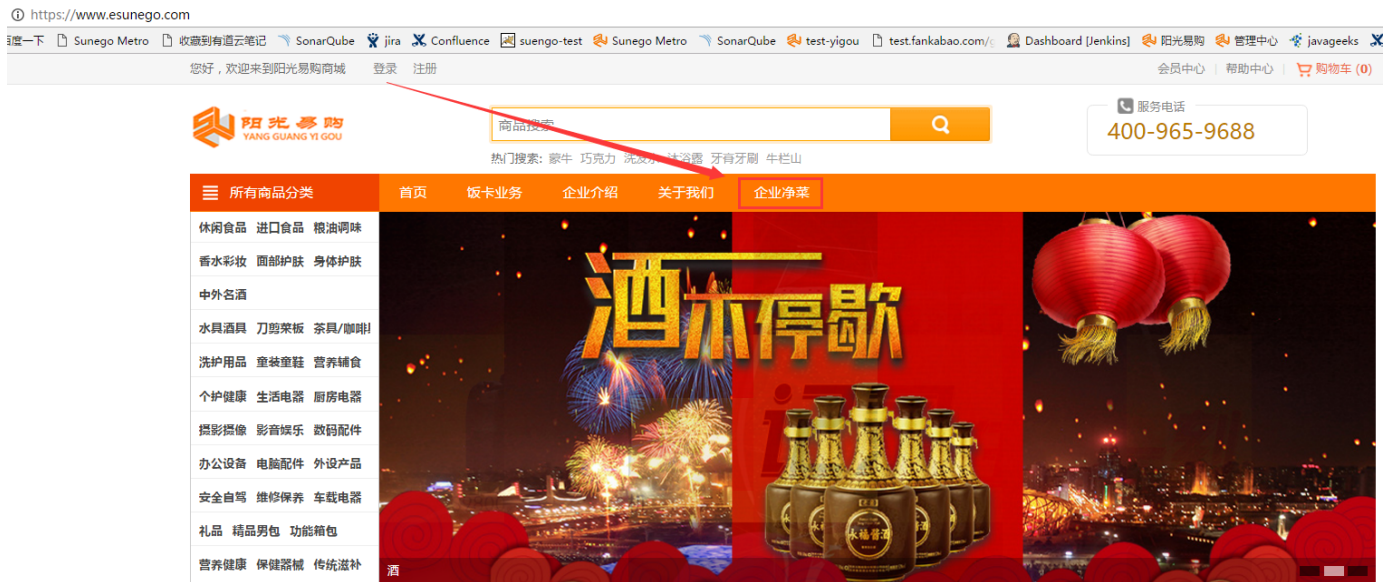 https://www.esunego.com
百度一下 Sunego Metro 收藏到有道云笔记 SonarQube jira Confluence suengo-test Sunego Metro SonarQube test-yigou test.fankabao.com/ Dashboard [Jenkins] 阳光易购 管理中心 javageeks
您好，欢迎来到阳光易购商城 登录 注册 会员中心 帮助中心 购物车 (0)
阳光易购
YANG GUANG YI GOU
商品搜索
服务电话
400-965-9688
热门搜索: 蒙牛 巧克力 洗发水 沐浴露 牙膏牙刷 牛栏山
所有商品分类 首页 饭卡业务 企业介绍 关于我们 企业净菜
休闲食品 进口食品 粮油调味
香水彩妆 面部护肤 身体护肤
中外名酒
水具酒具 刀剪菜板 茶具/咖啡
洗护用品 童装童鞋 营养辅食
个护健康 生活电器 厨房电器
摄影摄像 影音娱乐 数码配件
办公设备 电脑配件 外设产品
安全自驾 维修保养 车载电器
礼品 精品男包 功能箱包
营养健康 保健器械 传统滋补
酒不停歇
永福酱酒
酒